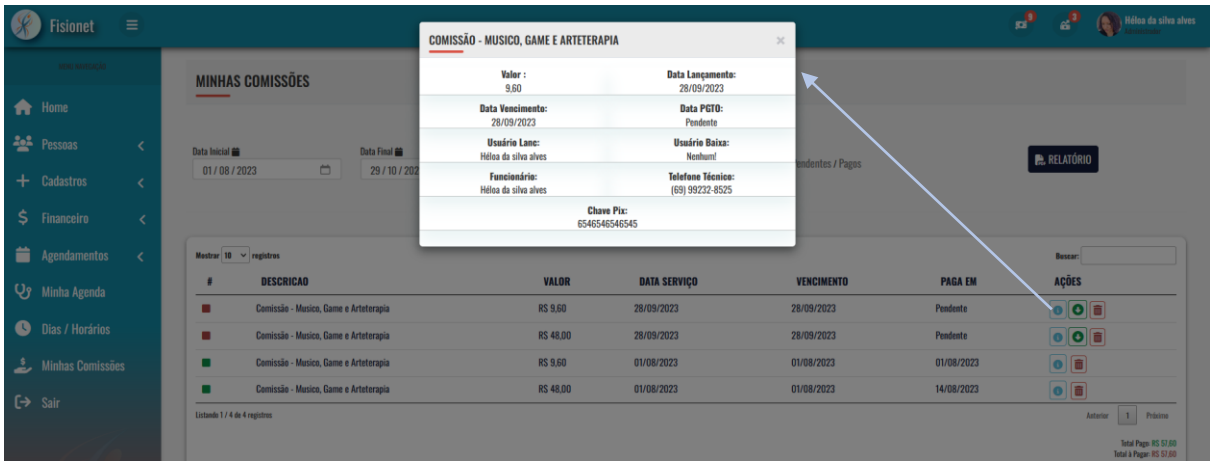 Fisionet
9
3
Héloa da silva alves
Administrador
MENU NAVEGAÇÃO
Home
Pessoas
Cadastros
Financeiro
Agendamentos
Minha Agenda
Dias / Horários
Minhas Comissões
Sair
MINHAS COMISSÕES
COMISSÃO - MUSICO, GAME E ARTETERAPIA
×
Valor :
9,60
Data Lançamento:
28/09/2023
Data Vencimento:
28/09/2023
Data PGTO:
Pendente
Usuário Lanc:
Héloa da silva alves
Usuário Baixa:
Nenhum!
Funcionário:
Héloa da silva alves
Telefone Técnico:
(69) 99232-8525
Chave Pix:
6546546546545
Data Inicial
01 / 08 / 2023
Data Final
29 / 10 / 202
endentes / Pagos
RELATÓRIO
Mostrar 10 registros
Buscar:
# DESCRICAO VALOR DATA SERVIÇO VENCIMENTO PAGA EM AÇÕES
Comissão - Musico, Game e Arteterapia R$ 9,60 28/09/2023 28/09/2023 Pendente
Comissão - Musico, Game e Arteterapia R$ 48,00 28/09/2023 28/09/2023 Pendente
Comissão - Musico, Game e Arteterapia R$ 9,60 01/08/2023 01/08/2023 01/08/2023
Comissão - Musico, Game e Arteterapia R$ 48,00 01/08/2023 01/08/2023 14/08/2023
Listando 1 / 4 de 4 registros
Anterior 1 Próximo
Total Pago: R$ 57,60
Total à Pagar: R$ 57,60